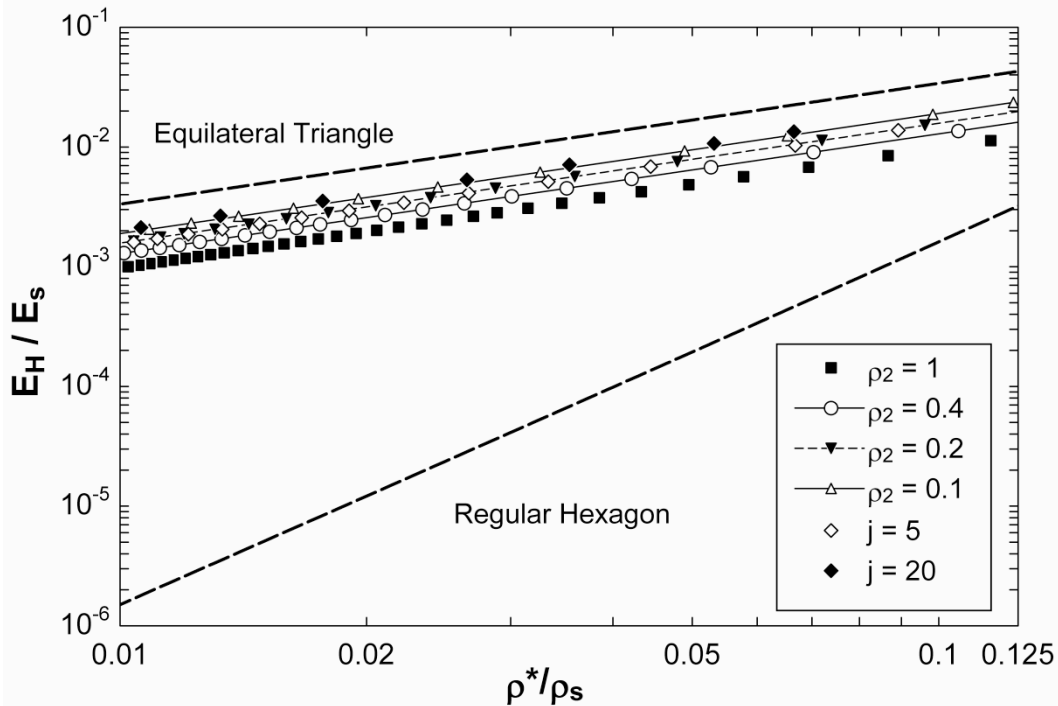 10⁻¹
10⁻²
10⁻³
10⁻⁴
10⁻⁵
10⁻⁶
E_H / E_s
Equilateral Triangle
Regular Hexagon
ρ₂ = 1
ρ₂ = 0.4
ρ₂ = 0.2
ρ₂ = 0.1
j = 5
j = 20
0.01 0.02 0.05 0.1 0.125
ρ*/ρₛ